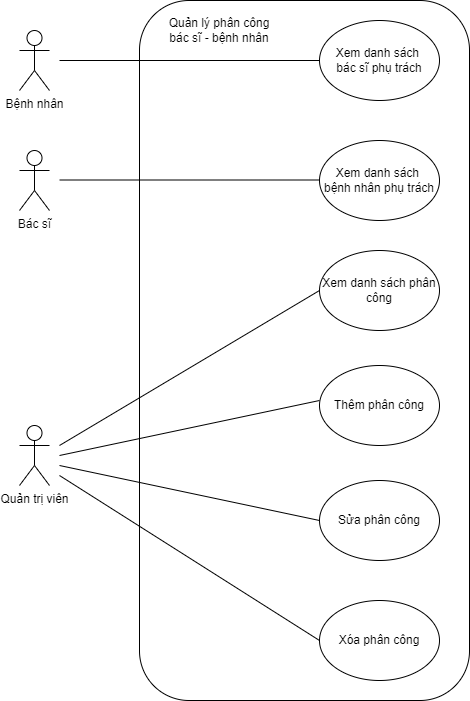 Quản lý phân công
bác sĩ - bệnh nhân
Xem danh sách
bác sĩ phụ trách
Bệnh nhân
Xem danh sách
bệnh nhân phụ trách
Bác sĩ
Xem danh sách phân
công
Thêm phân công
Quản trị viên
Sửa phân công
Xóa phân công